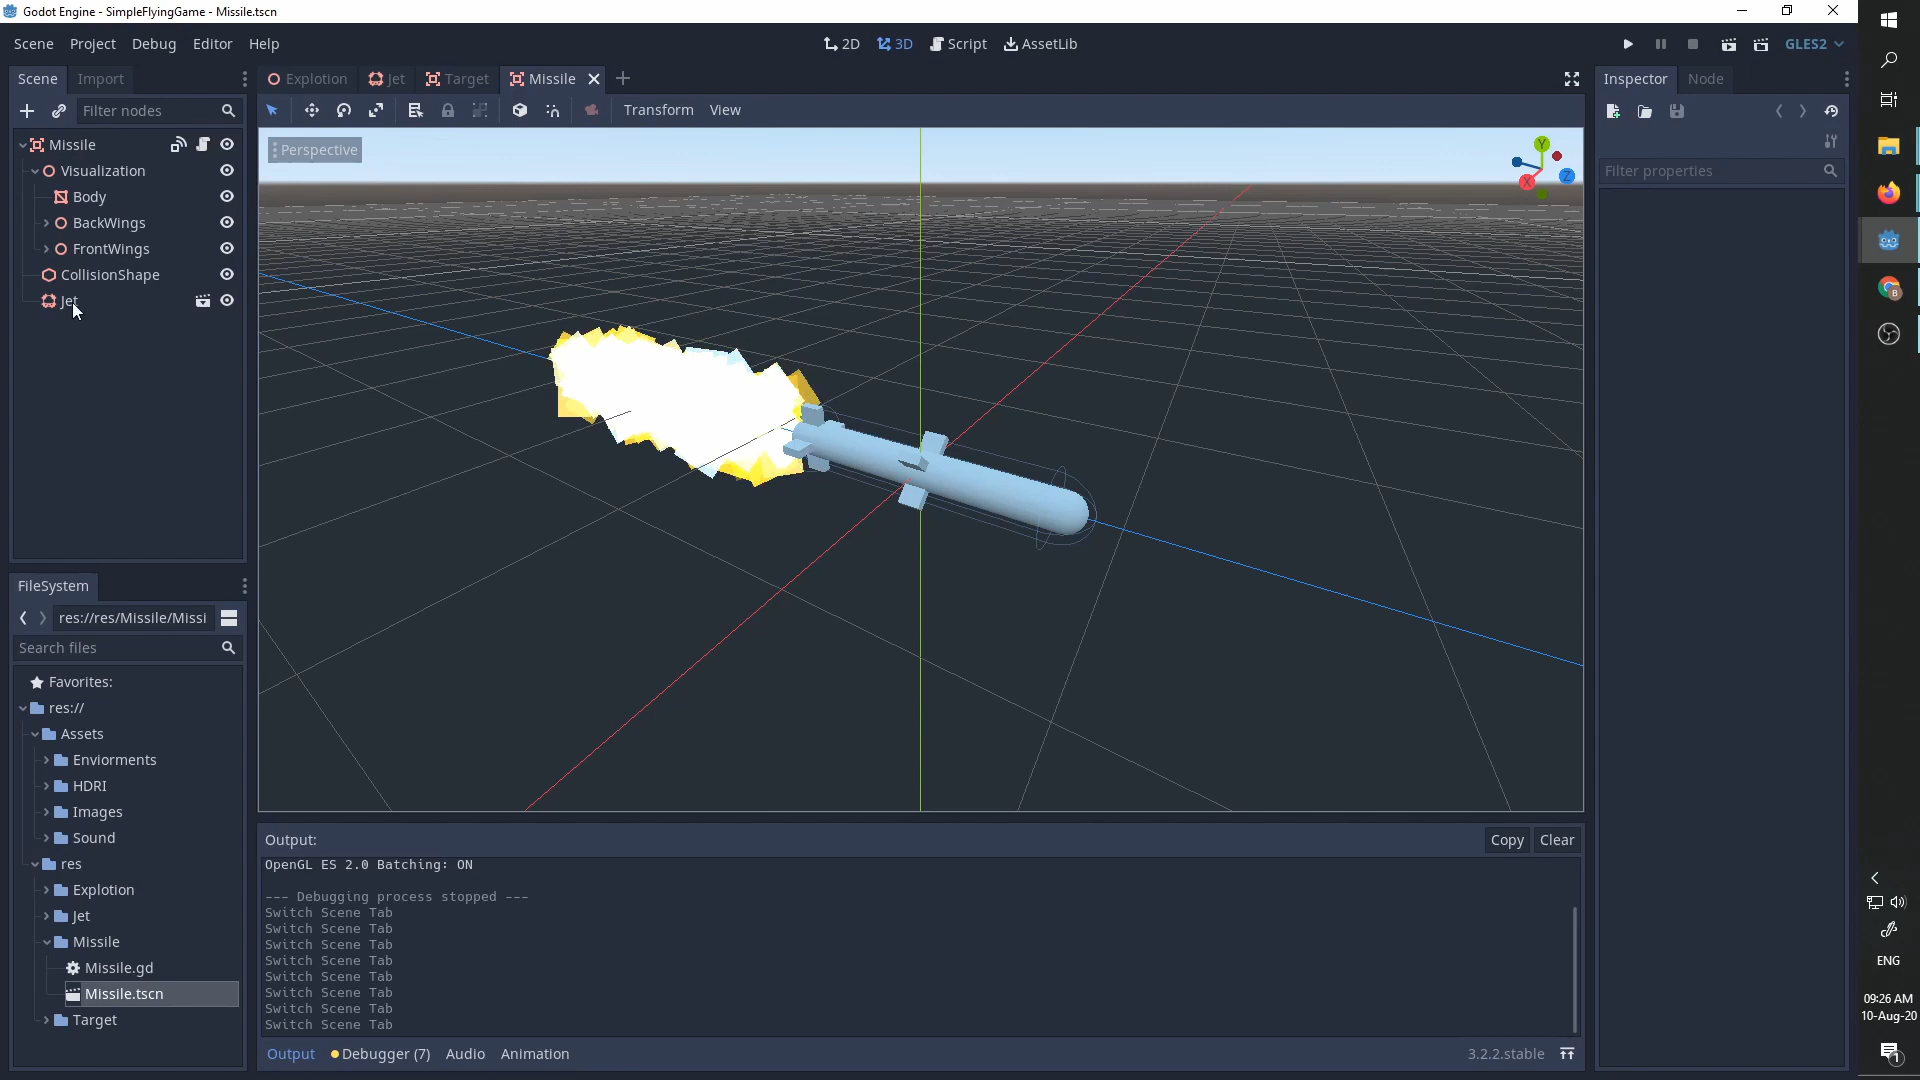 Godot Engine - SimpleFlyingGame - Missile.tscn
Scene Project Debug Editor Help
2D 3D Script AssetLib
GLES2
Scene Import
Explotion Jet Target Missile
Inspector Node
Filter nodes
Transform View
Missile
Visualization
Body
BackWings
FrontWings
CollisionShape
Jet
Perspective
Y
X
Z
Filter properties
FileSystem
res://res/Missile/Missi
Search files
Favorites:
res://
Assets
Enviorments
HDRI
Images
Sound
res
Explotion
Jet
Missile
Missile.gd
Missile.tscn
Target
Output:
Copy Clear
OpenGL ES 2.0 Batching: ON
--- Debugging process stopped ---
Switch Scene Tab
Switch Scene Tab
Switch Scene Tab
Switch Scene Tab
Switch Scene Tab
Switch Scene Tab
Switch Scene Tab
Switch Scene Tab
Output Debugger (7) Audio Animation
3.2.2.stable
B
ENG
09:26 AM
10-Aug-20
1